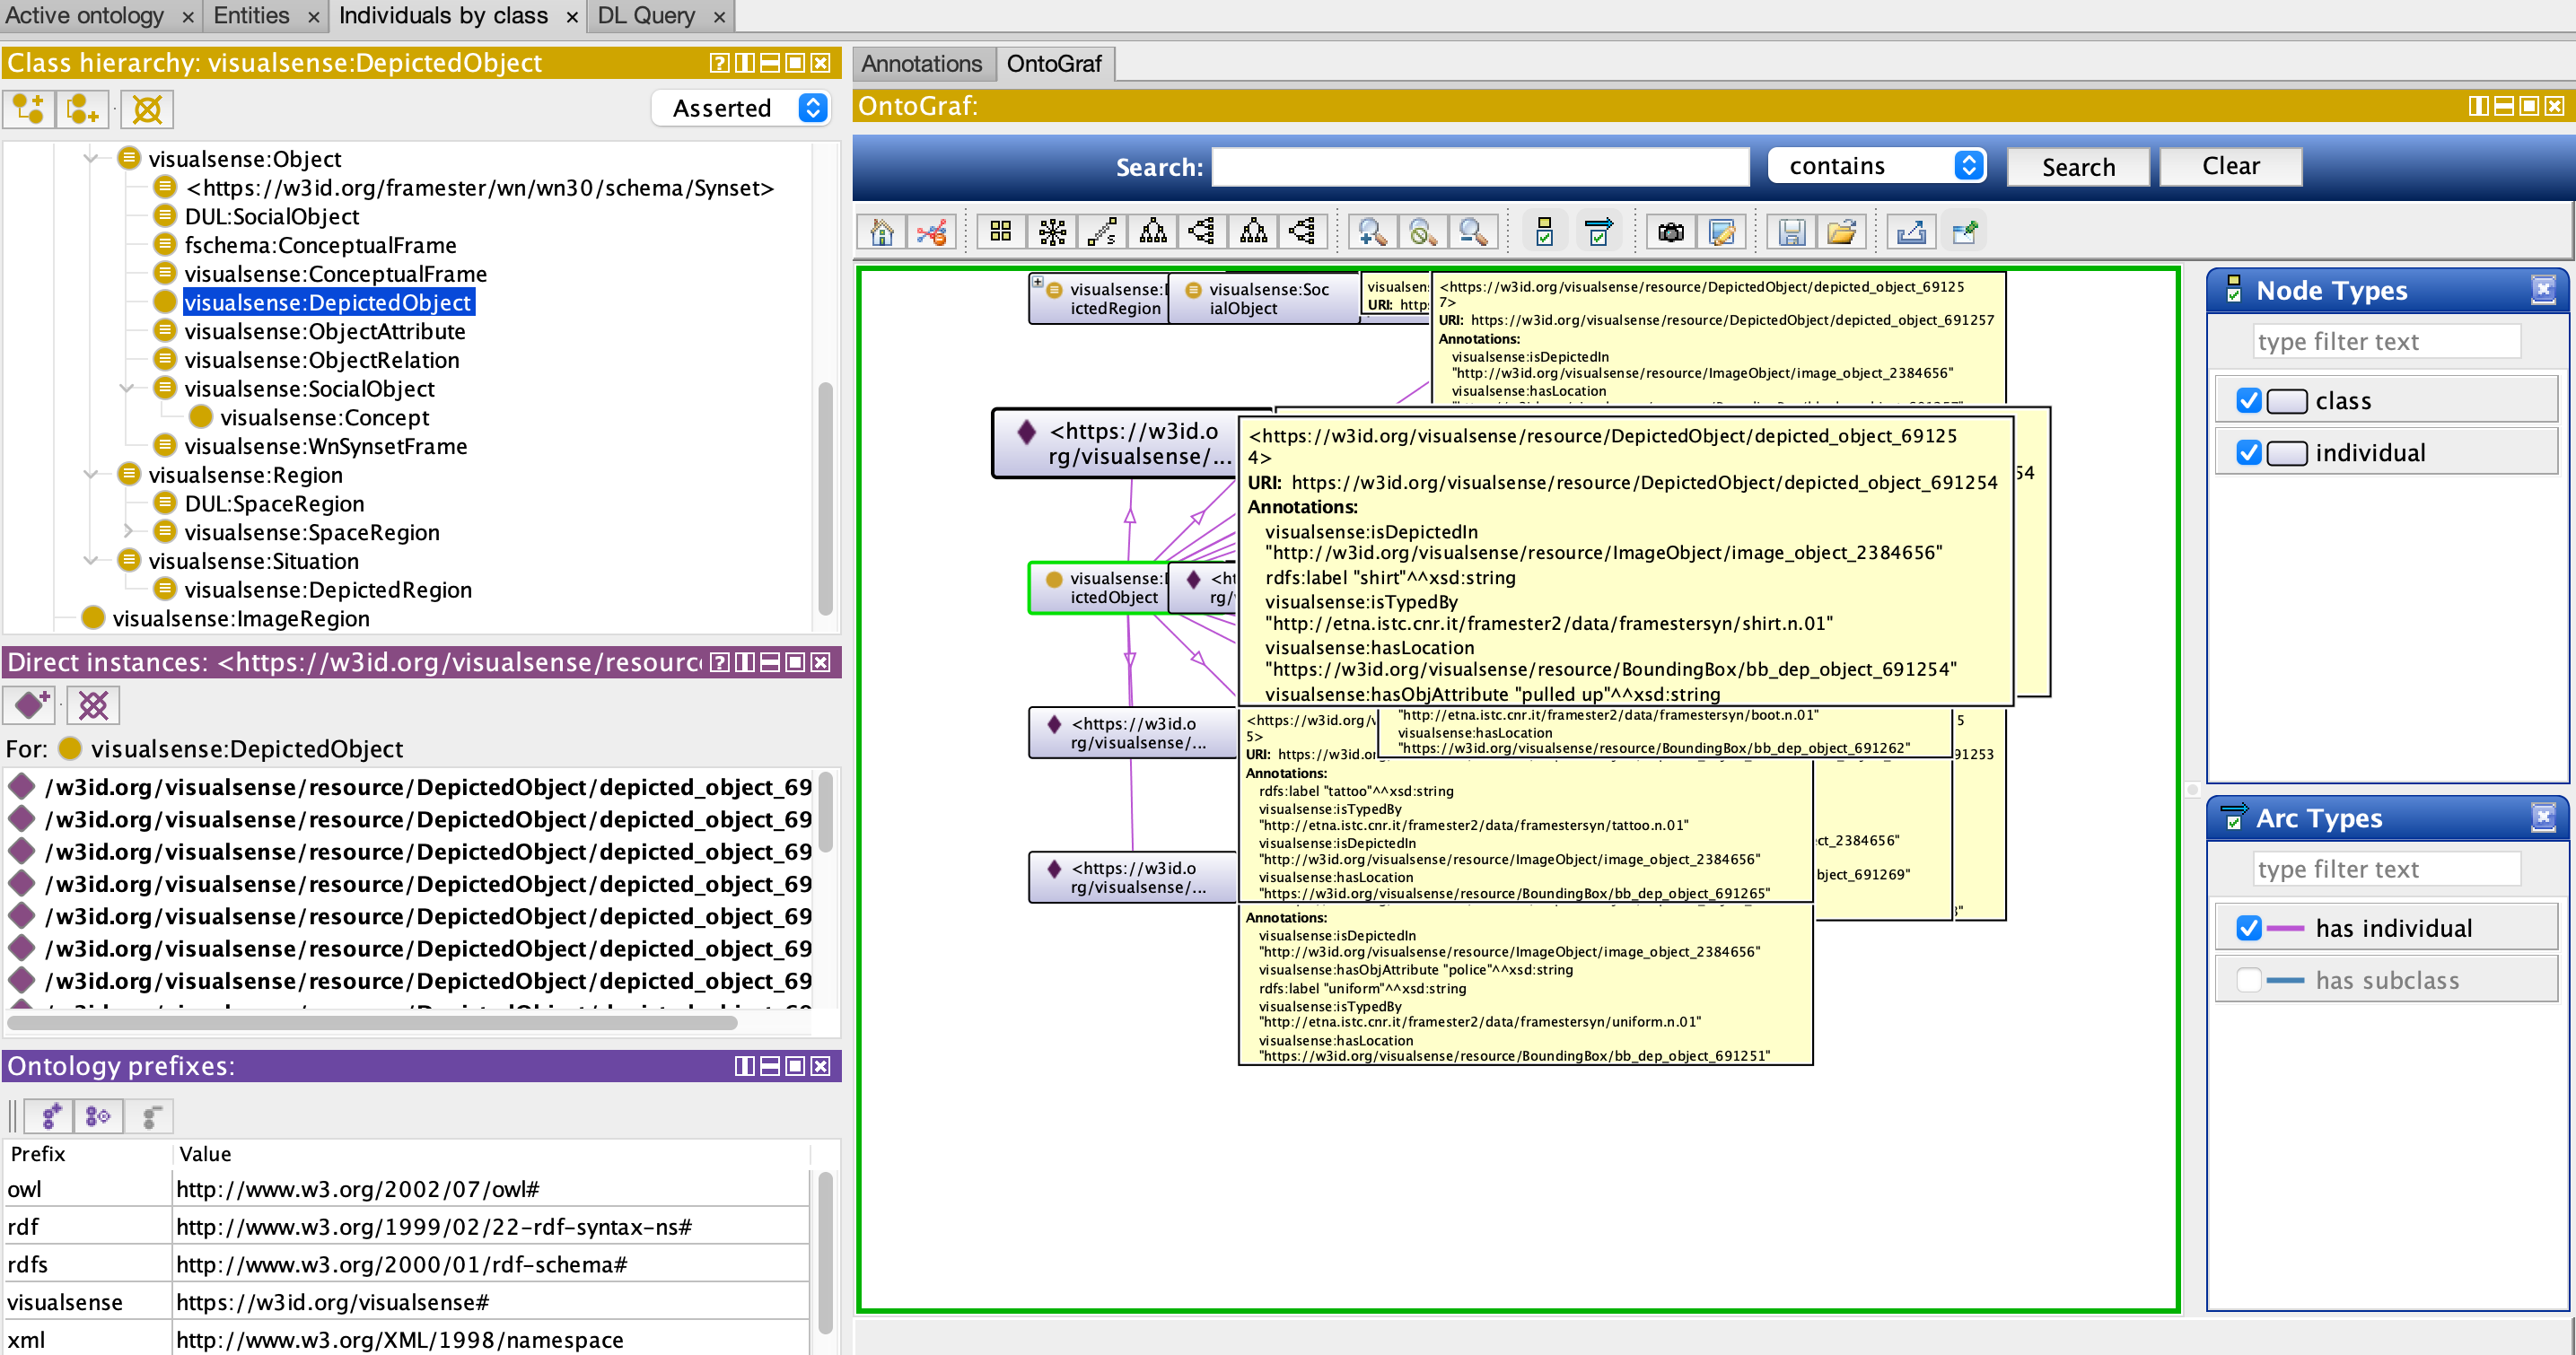 Active ontology × Entities × Individuals by class × DL Query ×
Class hierarchy: visualsense:DepictedObject
Asserted
visualsense:Object
<https://w3id.org/framester/wn/wn30/schema/Synset>
DUL:SocialObject
fschema:ConceptualFrame
visualsense:ConceptualFrame
visualsense:DepictedObject
visualsense:ObjectAttribute
visualsense:ObjectRelation
visualsense:SocialObject
visualsense:Concept
visualsense:WnSynsetFrame
visualsense:Region
DUL:SpaceRegion
visualsense:SpaceRegion
visualsense:Situation
visualsense:DepictedRegion
visualsense:ImageRegion
Direct instances: <https://w3id.org/visualsense/resourc
For: visualsense:DepictedObject
/w3id.org/visualsense/resource/DepictedObject/depicted_object_69
/w3id.org/visualsense/resource/DepictedObject/depicted_object_69
/w3id.org/visualsense/resource/DepictedObject/depicted_object_69
/w3id.org/visualsense/resource/DepictedObject/depicted_object_69
/w3id.org/visualsense/resource/DepictedObject/depicted_object_69
/w3id.org/visualsense/resource/DepictedObject/depicted_object_69
/w3id.org/visualsense/resource/DepictedObject/depicted_object_69
Ontology prefixes:
Prefix Value
owl http://www.w3.org/2002/07/owl#
rdf http://www.w3.org/1999/02/22-rdf-syntax-ns#
rdfs http://www.w3.org/2000/01/rdf-schema#
visualsense https://w3id.org/visualsense#
xml http://www.w3.org/XML/1998/namespace
Annotations OntoGraf
OntoGraf:
Search: contains Search Clear
visualsense:
ictedRegion
visualsense:Soc
ialObject
visualsen
URI: http
<https://w3id.org/visualsense/resource/DepictedObject/depicted_object_69125
7>
URI: https://w3id.org/visualsense/resource/DepictedObject/depicted_object_691257
Annotations:
visualsense:isDepictedIn
"http://w3id.org/visualsense/resource/ImageObject/image_object_2384656"
visualsense:hasLocation
<https://w3id.o
rg/visualsense/...
<https://w3id.org/visualsense/resource/DepictedObject/depicted_object_69125
4>
URI: https://w3id.org/visualsense/resource/DepictedObject/depicted_object_691254
54
Annotations:
visualsense:isDepictedIn
"http://w3id.org/visualsense/resource/ImageObject/image_object_2384656"
rdfs:label "shirt"^^xsd:string
visualsense:isTypedBy
"http://etna.istc.cnr.it/framester2/data/framestersyn/shirt.n.01"
visualsense:hasLocation
"https://w3id.org/visualsense/resource/BoundingBox/bb_dep_object_691254"
visualsense:hasObjAttribute "pulled up"^^xsd:string
visualsense:
ictedObject
<ht
rg/
<https://w3id.o
rg/visualsense/...
<https://w3id.org/
5>
URI: https://w3id.or
"http://etna.istc.cnr.it/framester2/data/framestersyn/boot.n.01"
visualsense:hasLocation
"https://w3id.org/visualsense/resource/BoundingBox/bb_dep_object_691262"
5
91253
Annotations:
rdfs:label "tattoo"^^xsd:string
visualsense:isTypedBy
"http://etna.istc.cnr.it/framester2/data/framestersyn/tattoo.n.01"
visualsense:isDepictedIn
"http://w3id.org/visualsense/resource/ImageObject/image_object_2384656"
visualsense:hasLocation
"https://w3id.org/visualsense/resource/BoundingBox/bb_dep_object_691265"
ct_2384656"
bject_691269"
<https://w3id.o
rg/visualsense/...
Annotations:
visualsense:isDepictedIn
"http://w3id.org/visualsense/resource/ImageObject/image_object_2384656"
visualsense:hasObjAttribute "police"^^xsd:string
rdfs:label "uniform"^^xsd:string
visualsense:isTypedBy
"http://etna.istc.cnr.it/framester2/data/framestersyn/uniform.n.01"
visualsense:hasLocation
"https://w3id.org/visualsense/resource/BoundingBox/bb_dep_object_691251"
Node Types
type filter text
class
individual
Arc Types
type filter text
has individual
has subclass